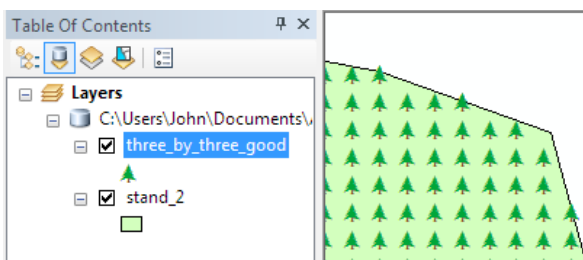 Table Of Contents
Layers
C:\Users\John\Documents\
three_by_three_good
stand_2